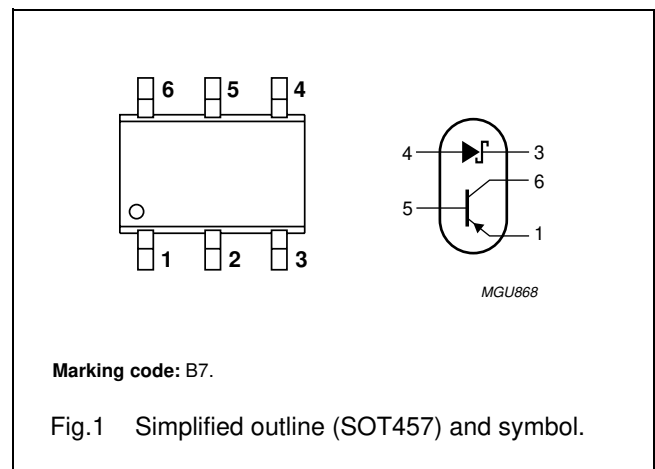 6 5 4
4 3
6
5
1
1 2 3
MGU868
Marking code: B7.
Fig.1 Simplified outline (SOT457) and symbol.